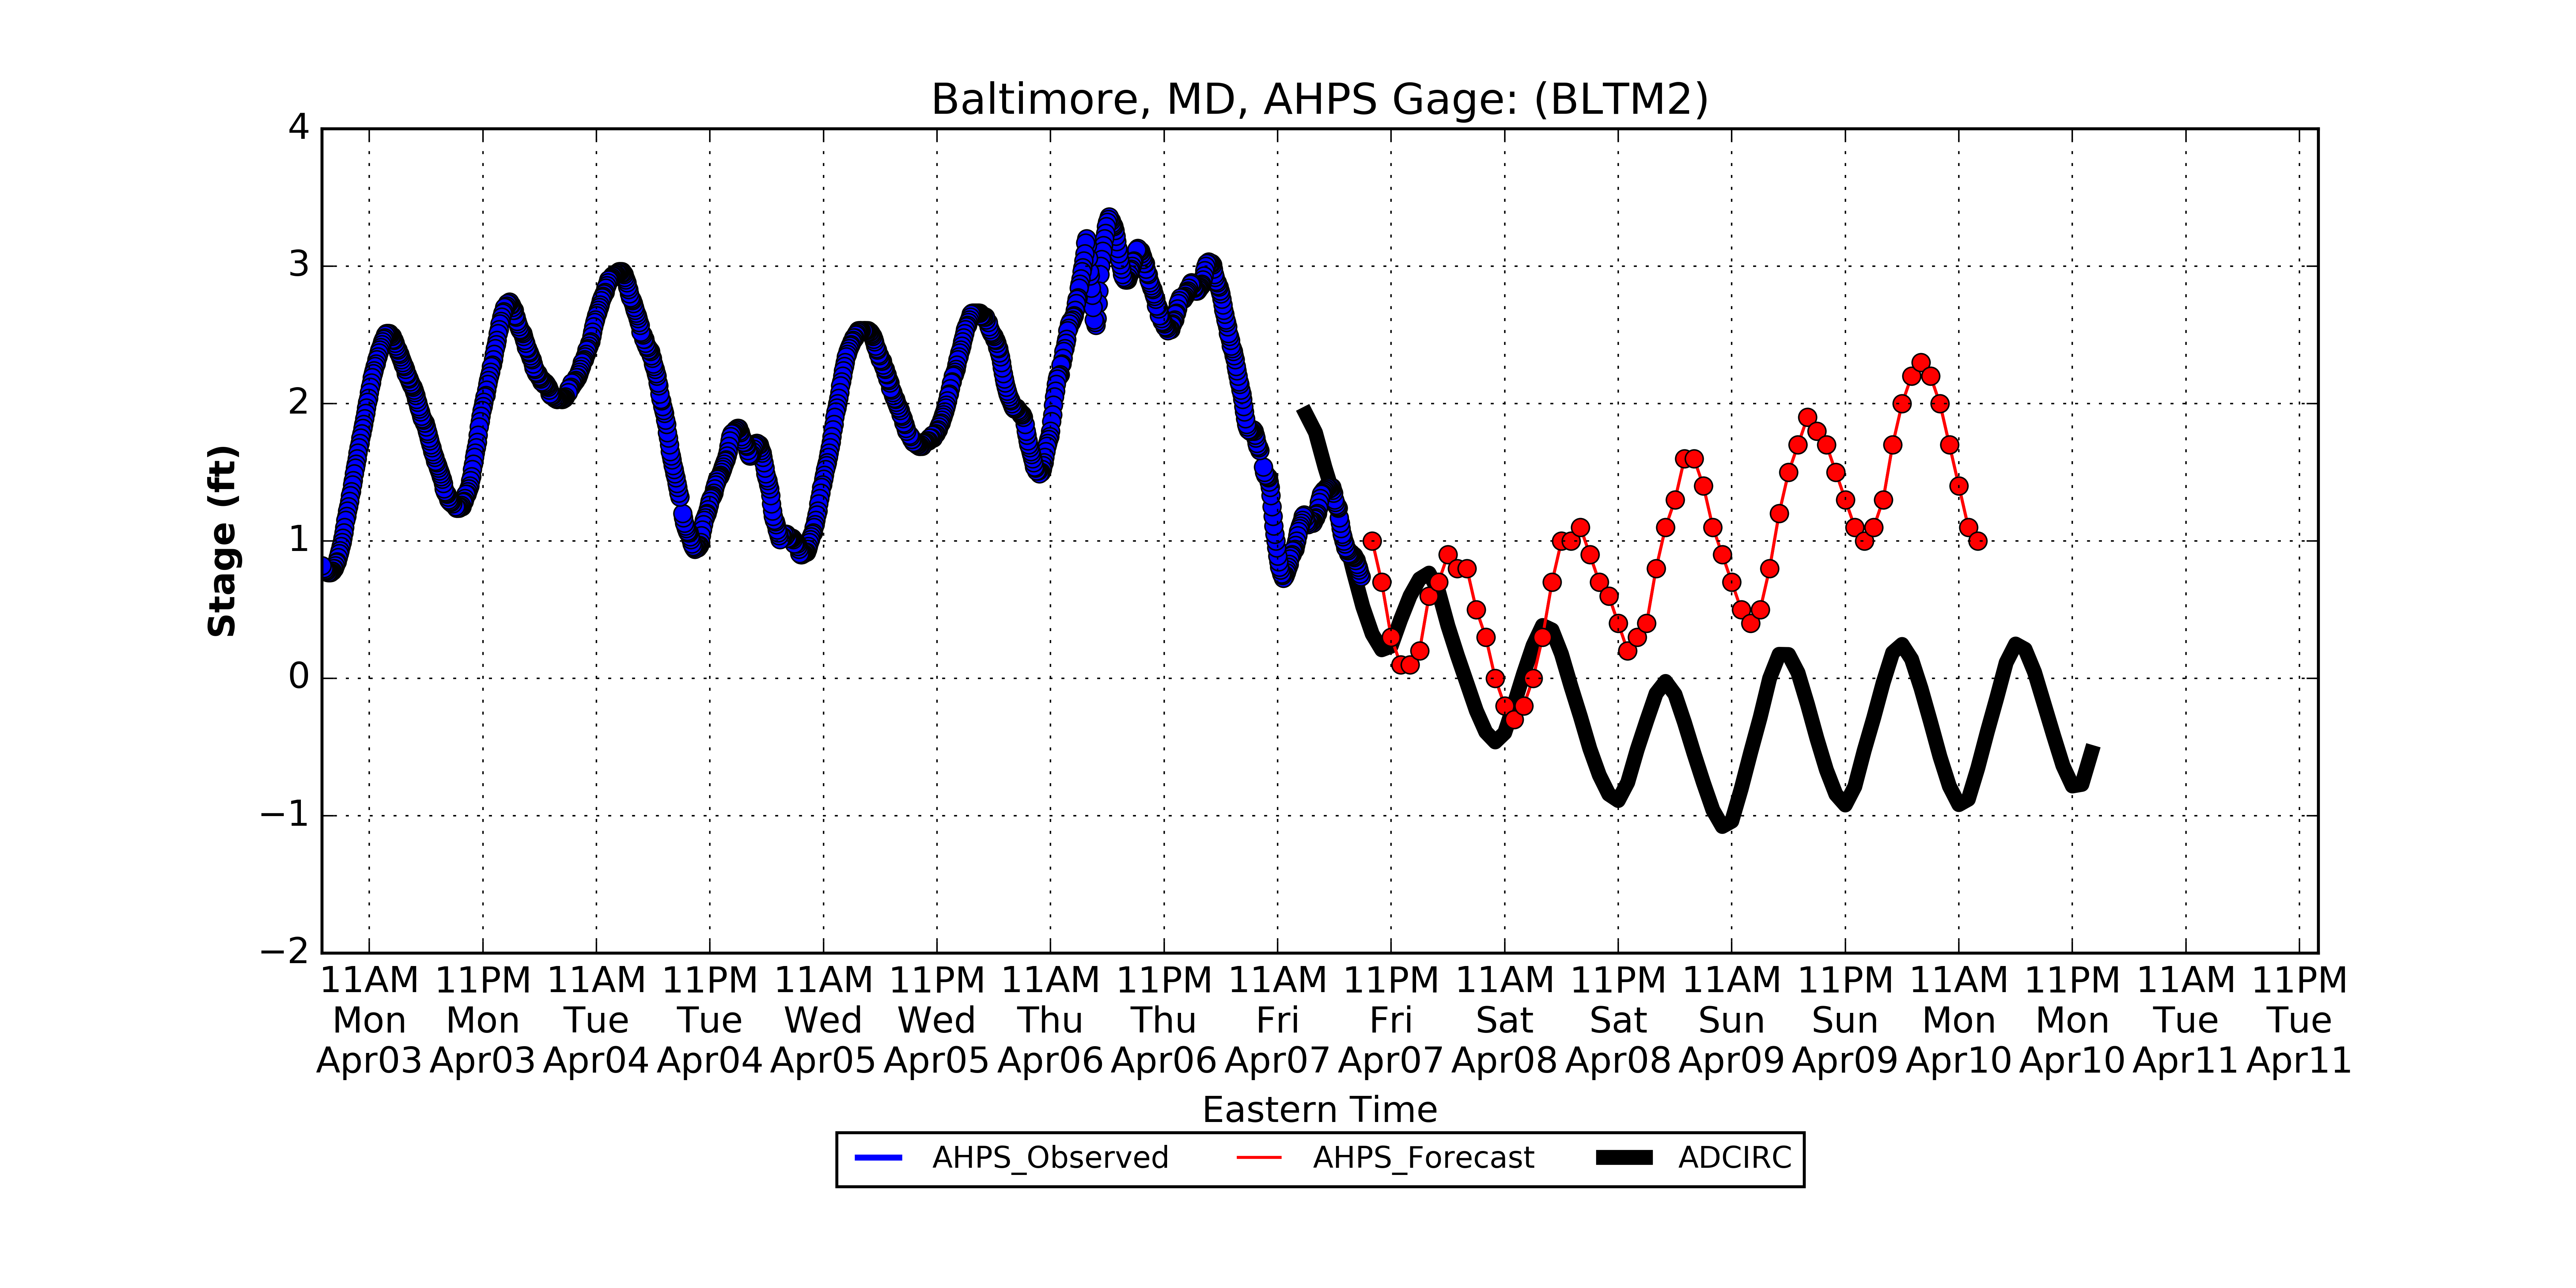 Baltimore, MD, AHPS Gage: (BLTM2)
4
3
2
1
0
−1
−2
Stage (ft)
11AM 11PM 11AM 11PM 11AM 11PM 11AM 11PM 11AM 11PM 11AM 11PM 11AM 11PM 11AM 11PM 11AM 11PM
Mon Mon Tue Tue Wed Wed Thu Thu Fri Fri Sat Sat Sun Sun Mon Mon Tue Tue
Apr03 Apr03 Apr04 Apr04 Apr05 Apr05 Apr06 Apr06 Apr07 Apr07 Apr08 Apr08 Apr09 Apr09 Apr10 Apr10 Apr11 Apr11
Eastern Time
AHPS_Observed AHPS_Forecast ADCIRC